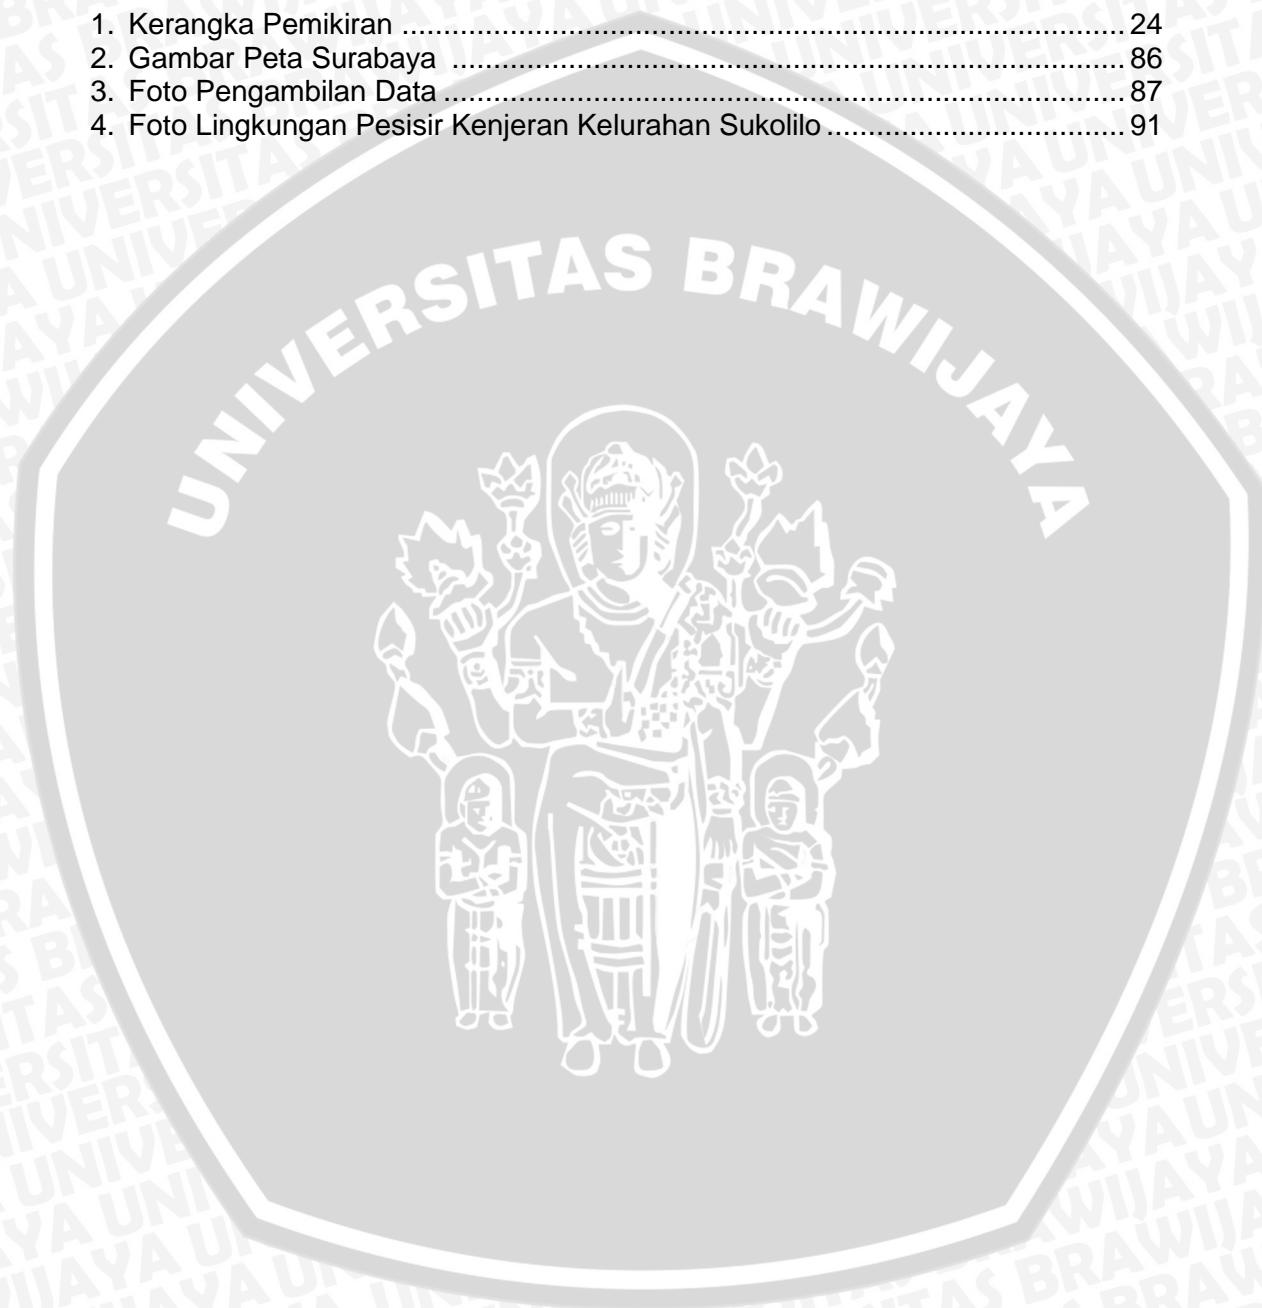 1. Kerangka Pemikiran ........................................................................................ 24
2. Gambar Peta Surabaya .................................................................................. 86
3. Foto Pengambilan Data ................................................................................... 87
4. Foto Lingkungan Pesisir Kenjeran Kelurahan Sukolilo .................................... 91
UNIVERSITAS BRAWIJAYA